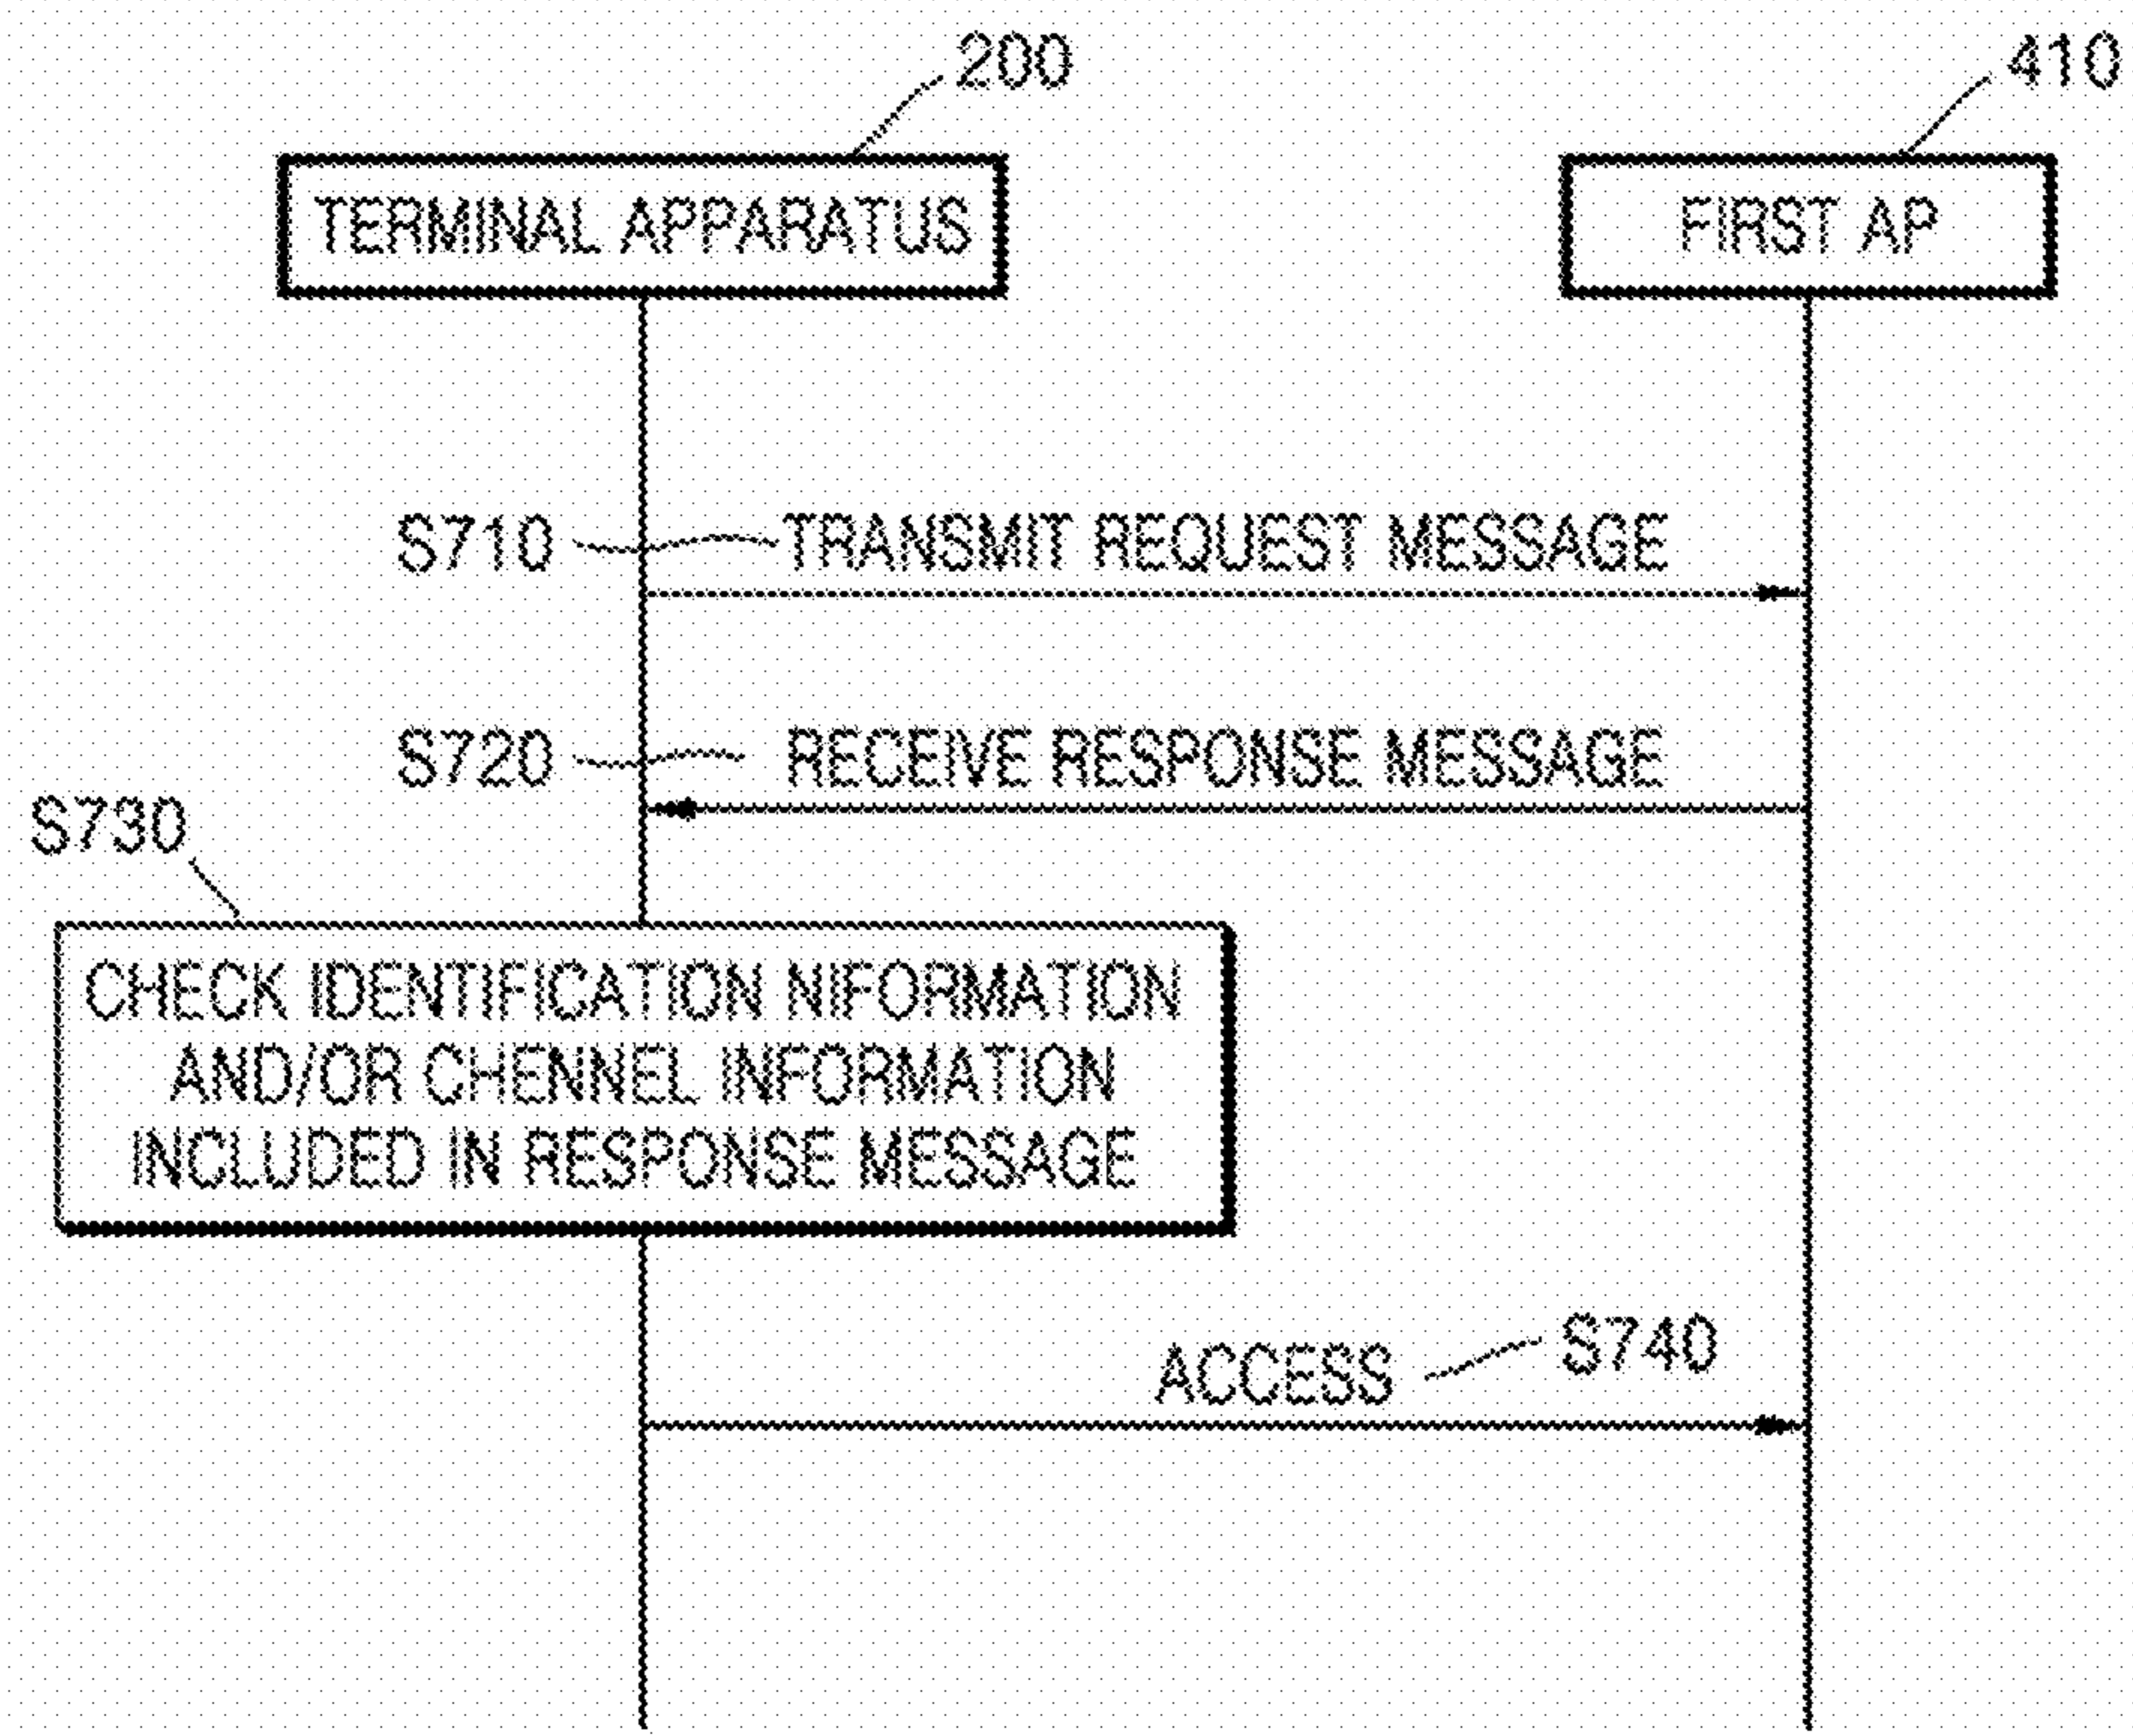 200
410
TERMINAL APPARATUS
FIRST AP
S710
TRANSMIT REQUEST MESSAGE
S720
RECEIVE RESPONSE MESSAGE
S730
CHECK IDENTIFICATION NIFORMATION
AND/OR CHENNEL INFORMATION
INCLUDED IN RESPONSE MESSAGE
ACCESS
S740